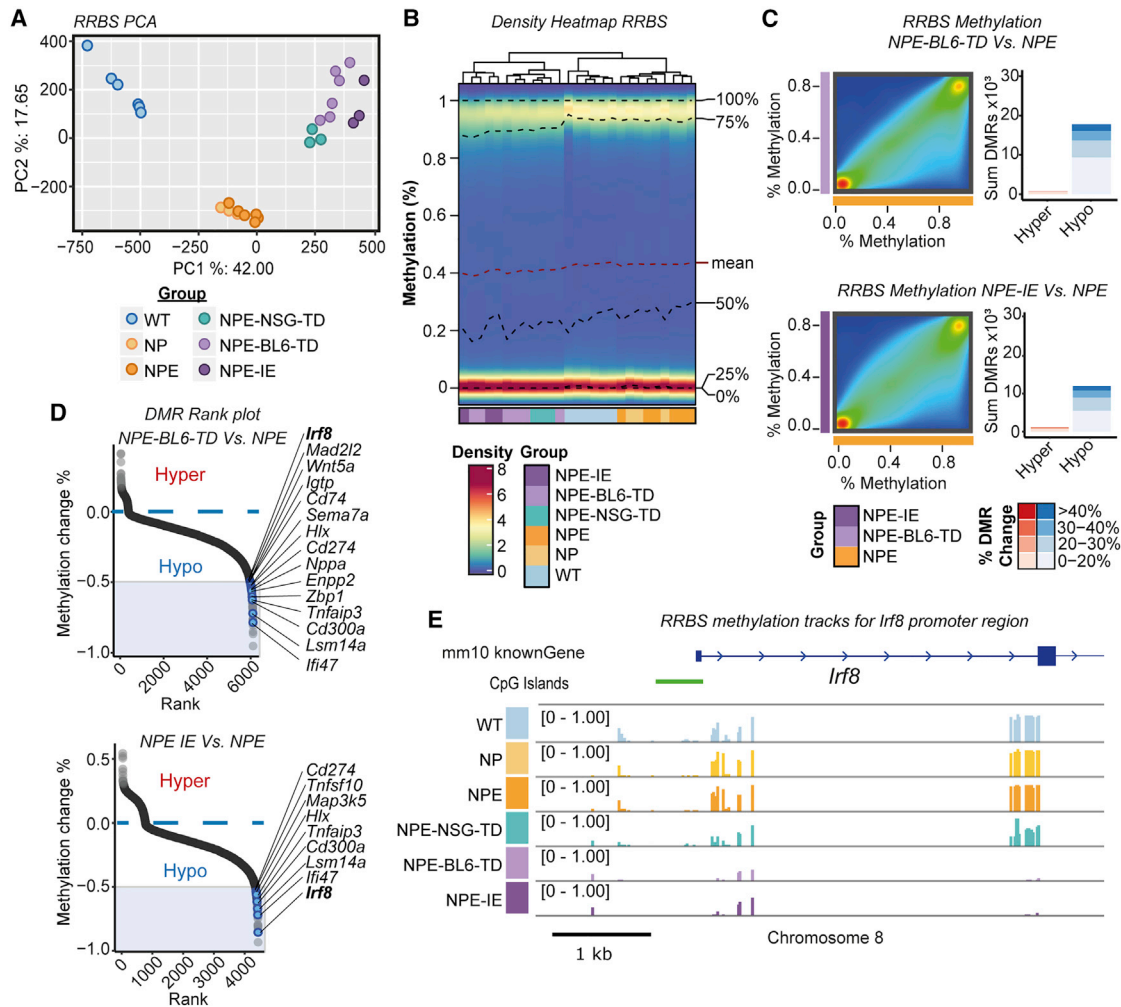 A
RRBS PCA
PC2 %: 17.65
400
200
0
−200
−750
−500
−250
0
250
500
PC1 %: 42.00
Group
WT
NP
NPE
NPE-NSG-TD
NPE-BL6-TD
NPE-IE
B
Density Heatmap RRBS
Methylation (%)
1
0.8
0.6
0.4
0.2
0
100%
75%
mean
50%
25%
0%
Density
8
6
4
2
0
Group
NPE-IE
NPE-BL6-TD
NPE-NSG-TD
NPE
NP
WT
C
RRBS Methylation
NPE-BL6-TD Vs. NPE
% Methylation
0.8
0.4
0.0
0.0
0.4
1.0
% Methylation
Sum DMRs x10³
30
20
10
0
Hyper
Hypo
RRBS Methylation NPE-IE Vs. NPE
% Methylation
0.8
0.4
0.0
0.0
0.4
1.0
% Methylation
Sum DMRs x10³
30
20
10
0
Hyper
Hypo
Group
NPE-IE
NPE-BL6-TD
NPE
% DMR
Change
>40%
30−40%
20−30%
0−20%
D
DMR Rank plot
NPE-BL6-TD Vs. NPE
Methylation change %
0.0
−0.5
−1.0
Hyper
Hypo
0
2000
4000
6000
Rank
Irf8
Mad2l2
Wnt5a
Igtp
Cd74
Sema7a
Hlx
Cd274
Nppa
Enpp2
Zbp1
Tnfaip3
Cd300a
Lsm14a
Ifi47
NPE IE Vs. NPE
Methylation change %
0.5
0.0
−0.5
−1.0
Hyper
Hypo
0
1000
2000
3000
4000
Rank
Cd274
Tnfsf10
Map3k5
Hlx
Tnfaip3
Cd300a
Lsm14a
Ifi47
Irf8
E
RRBS methylation tracks for Irf8 promoter region
mm10 knownGene
Irf8
CpG Islands
WT
[0 - 1.00]
NP
[0 - 1.00]
NPE
[0 - 1.00]
NPE-NSG-TD
[0 - 1.00]
NPE-BL6-TD
[0 - 1.00]
NPE-IE
[0 - 1.00]
1 kb
Chromosome 8